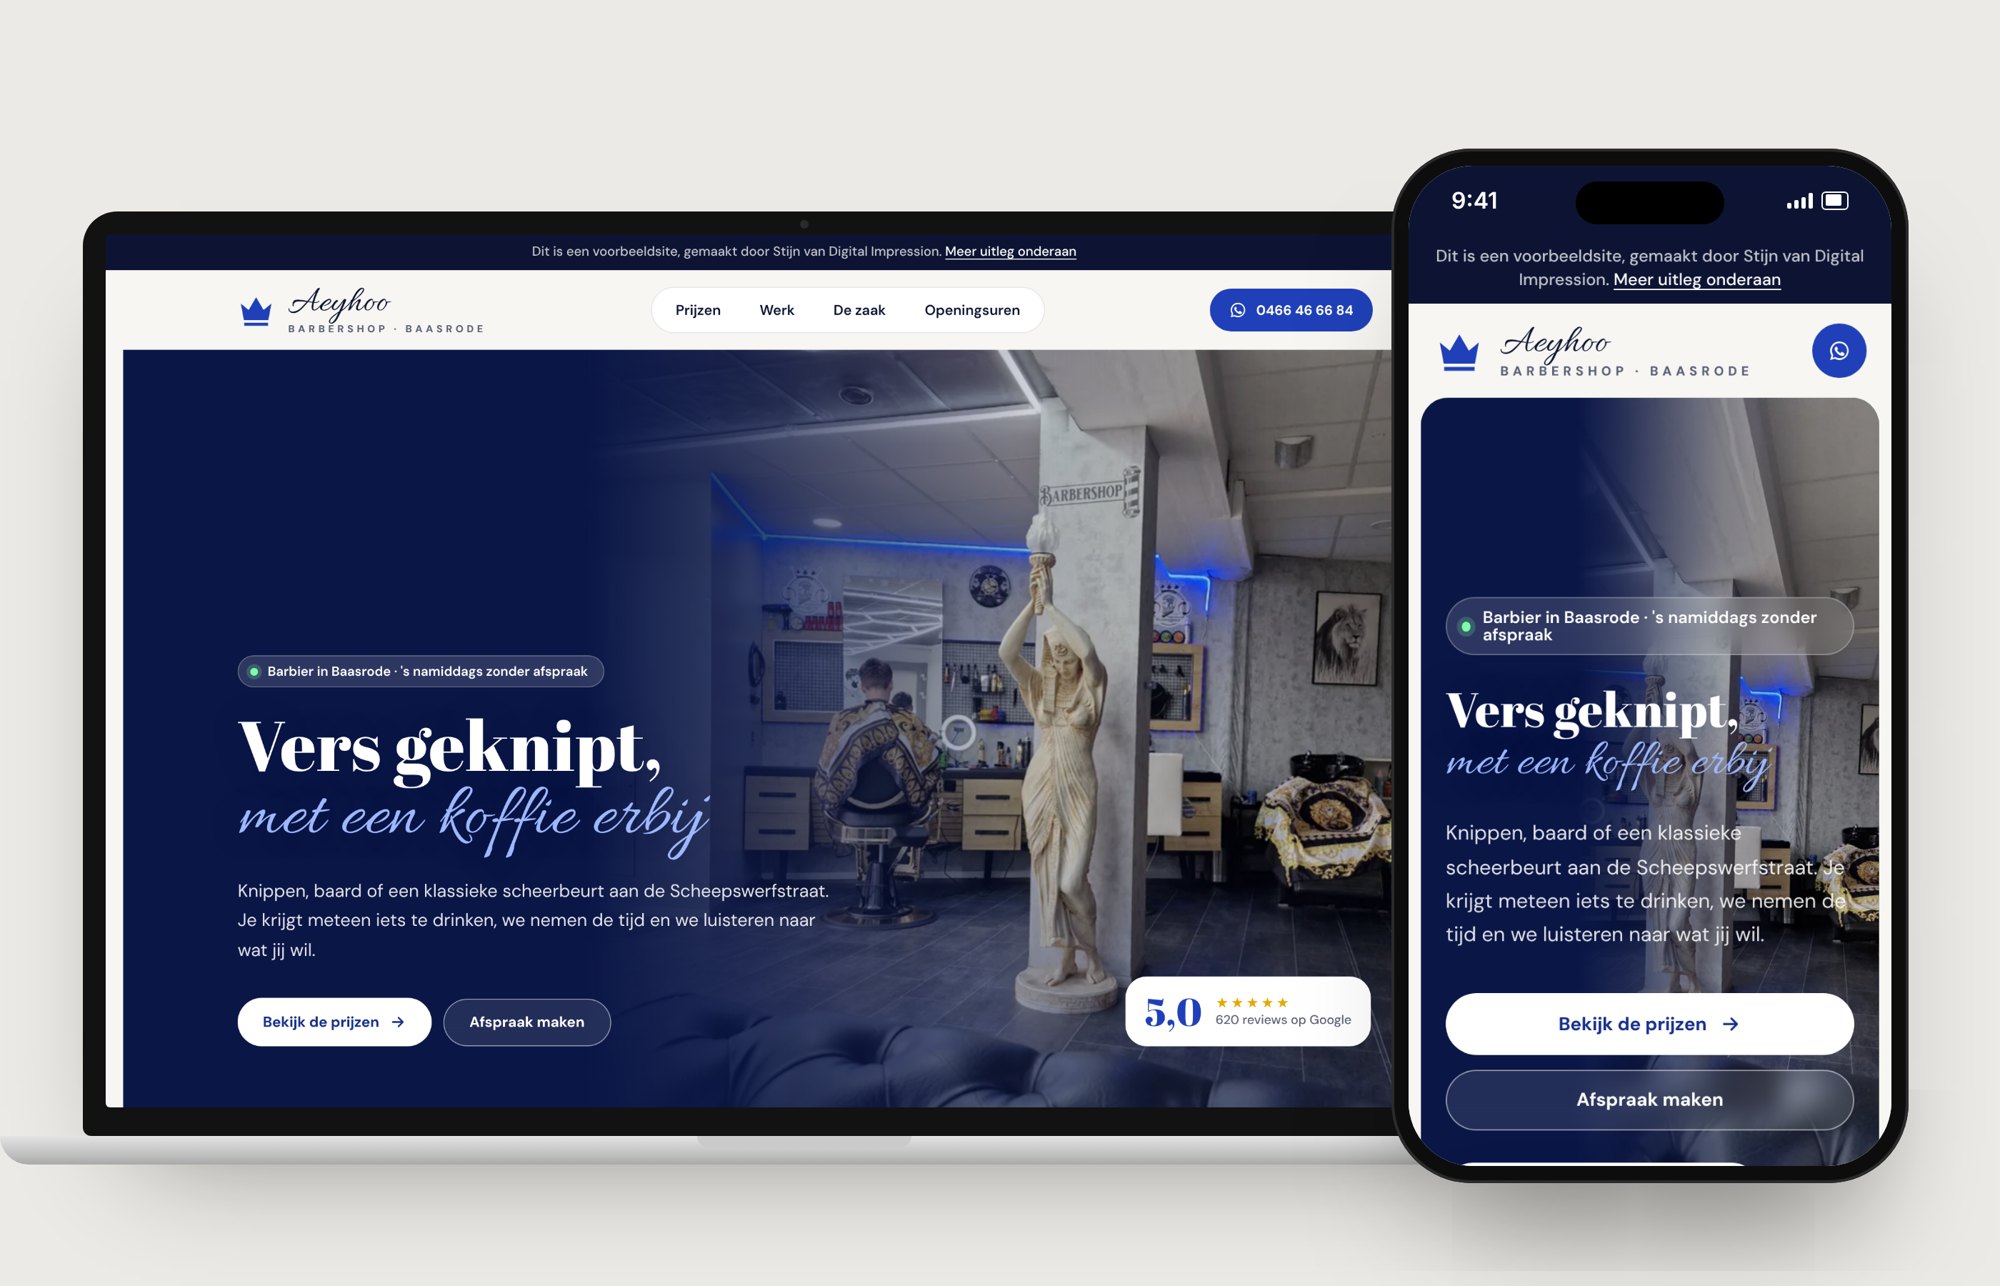 Dit is een voorbeeldsite, gemaakt door Stijn van Digital Impression. Meer uitleg onderaan
Aeyhoo
BARBERSHOP · BAASRODE
Prijzen
Werk
De zaak
Openingsuren
0466 46 66 84
BARBERSHOP
Barbier in Baasrode · 's namiddags zonder afspraak
Vers geknipt,
met een koffie erbij
Knippen, baard of een klassieke scheerbeurt aan de Scheepswerfstraat.
Je krijgt meteen iets te drinken, we nemen de tijd en we luisteren naar
wat jij wil.
Bekijk de prijzen →
Afspraak maken
5,0
★★★★★
620 reviews op Google
9:41
Dit is een voorbeeldsite, gemaakt door Stijn van Digital
Impression. Meer uitleg onderaan
Aeyhoo
BARBERSHOP · BAASRODE
Barbier in Baasrode · 's namiddags zonder
afspraak
Vers geknipt,
met een koffie erbij
Knippen, baard of een klassieke
scheerbeurt aan de Scheepswerfstraat. Je
krijgt meteen iets te drinken, we nemen de
tijd en we luisteren naar wat jij wil.
Bekijk de prijzen →
Afspraak maken